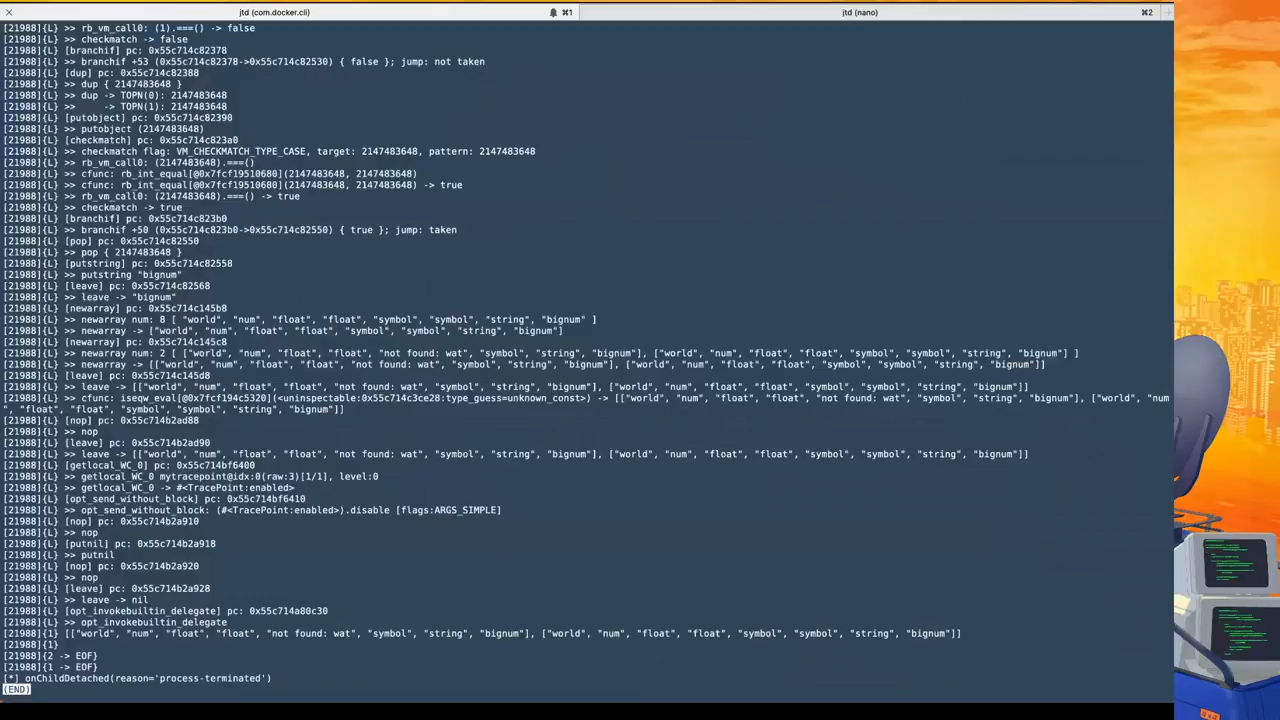 jtd (com.docker.cli)
⌘1
jtd (nano)
⌘2
[21988]{L} >> rb_vm_call0: (1).===() -> false
[21988]{L} >> checkmatch -> false
[21988]{L} [branchif] pc: 0x55c714c82378
[21988]{L} >> branchif +53 (0x55c714c82378->0x55c714c82530) { false }; jump: not taken
[21988]{L} [dup] pc: 0x55c714c82388
[21988]{L} >> dup { 2147483648 }
[21988]{L} >> dup -> TOPN(0): 2147483648
[21988]{L} >>     -> TOPN(1): 2147483648
[21988]{L} [putobject] pc: 0x55c714c82390
[21988]{L} >> putobject (2147483648)
[21988]{L} [checkmatch] pc: 0x55c714c823a0
[21988]{L} >> checkmatch flag: VM_CHECKMATCH_TYPE_CASE, target: 2147483648, pattern: 2147483648
[21988]{L} >> rb_vm_call0: (2147483648).===()
[21988]{L} >> cfunc: rb_int_equal[@0x7fcf19510680](2147483648, 2147483648)
[21988]{L} >> cfunc: rb_int_equal[@0x7fcf19510680](2147483648, 2147483648) -> true
[21988]{L} >> rb_vm_call0: (2147483648).===() -> true
[21988]{L} >> checkmatch -> true
[21988]{L} [branchif] pc: 0x55c714c823b0
[21988]{L} >> branchif +50 (0x55c714c823b0->0x55c714c82550) { true }; jump: taken
[21988]{L} [pop] pc: 0x55c714c82550
[21988]{L} >> pop { 2147483648 }
[21988]{L} [putstring] pc: 0x55c714c82558
[21988]{L} >> putstring "bignum"
[21988]{L} [leave] pc: 0x55c714c82568
[21988]{L} >> leave -> "bignum"
[21988]{L} [newarray] pc: 0x55c714c145b8
[21988]{L} >> newarray num: 8 [ "world", "num", "float", "float", "symbol", "symbol", "string", "bignum" ]
[21988]{L} >> newarray -> ["world", "num", "float", "float", "symbol", "symbol", "string", "bignum"]
[21988]{L} [newarray] pc: 0x55c714c145c8
[21988]{L} >> newarray num: 2 [ ["world", "num", "float", "float", "not found: wat", "symbol", "string", "bignum"], ["world", "num", "float", "float", "symbol", "symbol", "string", "bignum"] ]
[21988]{L} >> newarray -> [["world", "num", "float", "float", "not found: wat", "symbol", "string", "bignum"], ["world", "num", "float", "float", "symbol", "symbol", "string", "bignum"]]
[21988]{L} [leave] pc: 0x55c714c145d8
[21988]{L} >> leave -> [["world", "num", "float", "float", "not found: wat", "symbol", "string", "bignum"], ["world", "num", "float", "float", "symbol", "symbol", "string", "bignum"]]
[21988]{L} >> cfunc: iseqw_eval[@0x7fcf194c5320](<uninspectable:0x55c714c3ce28:type_guess=unknown_const>) -> [["world", "num", "float", "float", "not found: wat", "symbol", "string", "bignum"], ["world", "num
", "float", "float", "symbol", "symbol", "string", "bignum"]]
[21988]{L} [nop] pc: 0x55c714b2ad88
[21988]{L} >> nop
[21988]{L} [leave] pc: 0x55c714b2ad90
[21988]{L} >> leave -> [["world", "num", "float", "float", "not found: wat", "symbol", "string", "bignum"], ["world", "num", "float", "float", "symbol", "symbol", "string", "bignum"]]
[21988]{L} [getlocal_WC_0] pc: 0x55c714bf6400
[21988]{L} >> getlocal_WC_0 mytracepoint@idx:0(raw:3)[1/1], level:0
[21988]{L} >> getlocal_WC_0 -> #<TracePoint:enabled>
[21988]{L} [opt_send_without_block] pc: 0x55c714bf6410
[21988]{L} >> opt_send_without_block: (#<TracePoint:enabled>).disable [flags:ARGS_SIMPLE]
[21988]{L} [nop] pc: 0x55c714b2a910
[21988]{L} >> nop
[21988]{L} [putnil] pc: 0x55c714b2a918
[21988]{L} >> putnil
[21988]{L} [nop] pc: 0x55c714b2a920
[21988]{L} >> nop
[21988]{L} [leave] pc: 0x55c714b2a928
[21988]{L} >> leave -> nil
[21988]{L} [opt_invokebuiltin_delegate] pc: 0x55c714a80c30
[21988]{L} >> opt_invokebuiltin_delegate
[21988]{1} [["world", "num", "float", "float", "not found: wat", "symbol", "string", "bignum"], ["world", "num", "float", "float", "symbol", "symbol", "string", "bignum"]]
[21988]{1}
[21988]{2 -> EOF}
[21988]{1 -> EOF}
[*] onChildDetached(reason='process-terminated')
(END)